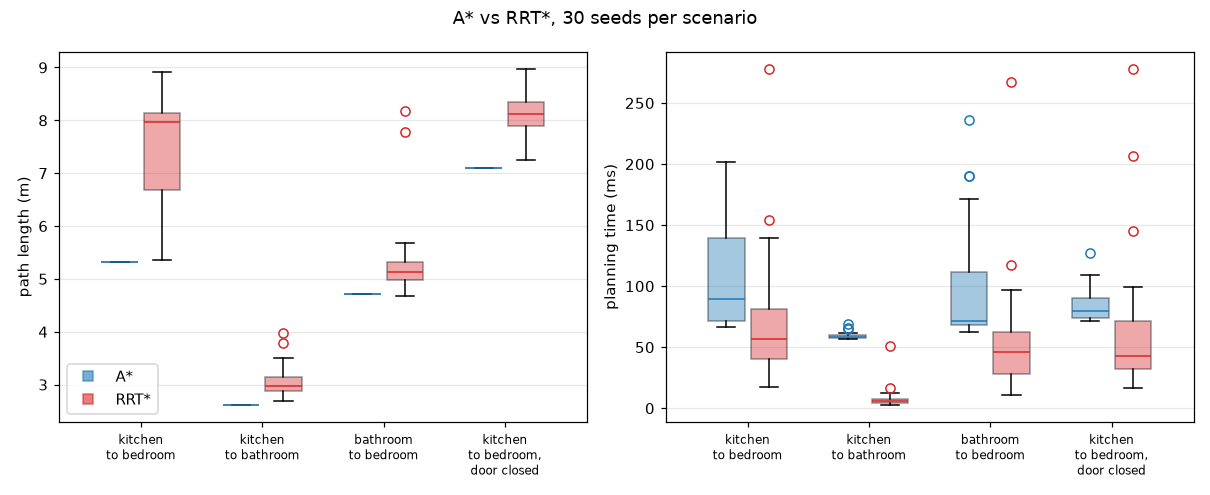 A* vs RRT*, 30 seeds per scenario
path length (m)
9
8
7
6
5
4
3
A*
RRT*
kitchen
to bedroom
kitchen
to bathroom
bathroom
to bedroom
kitchen
to bedroom,
door closed
planning time (ms)
250
200
150
100
50
0
kitchen
to bedroom
kitchen
to bathroom
bathroom
to bedroom
kitchen
to bedroom,
door closed